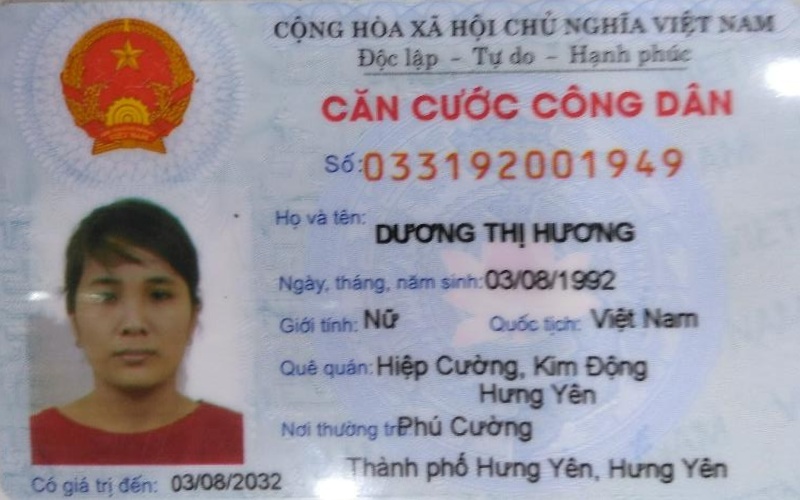 CỘNG HÒA XÃ HỘI CHỦ NGHĨA VIỆT NAM
Độc lập - Tự do - Hạnh phúc
CĂN CƯỚC CÔNG DÂN
Số: 033192001949
Họ và tên: DƯƠNG THỊ HƯƠNG
Ngày, tháng, năm sinh: 03/08/1992
Giới tính: Nữ Quốc tịch: Việt Nam
Quê quán: Hiệp Cường, Kim Động
Hưng Yên
Nơi thường trú: Phú Cường
Thành phố Hưng Yên, Hưng Yên
Có giá trị đến: 03/08/2032